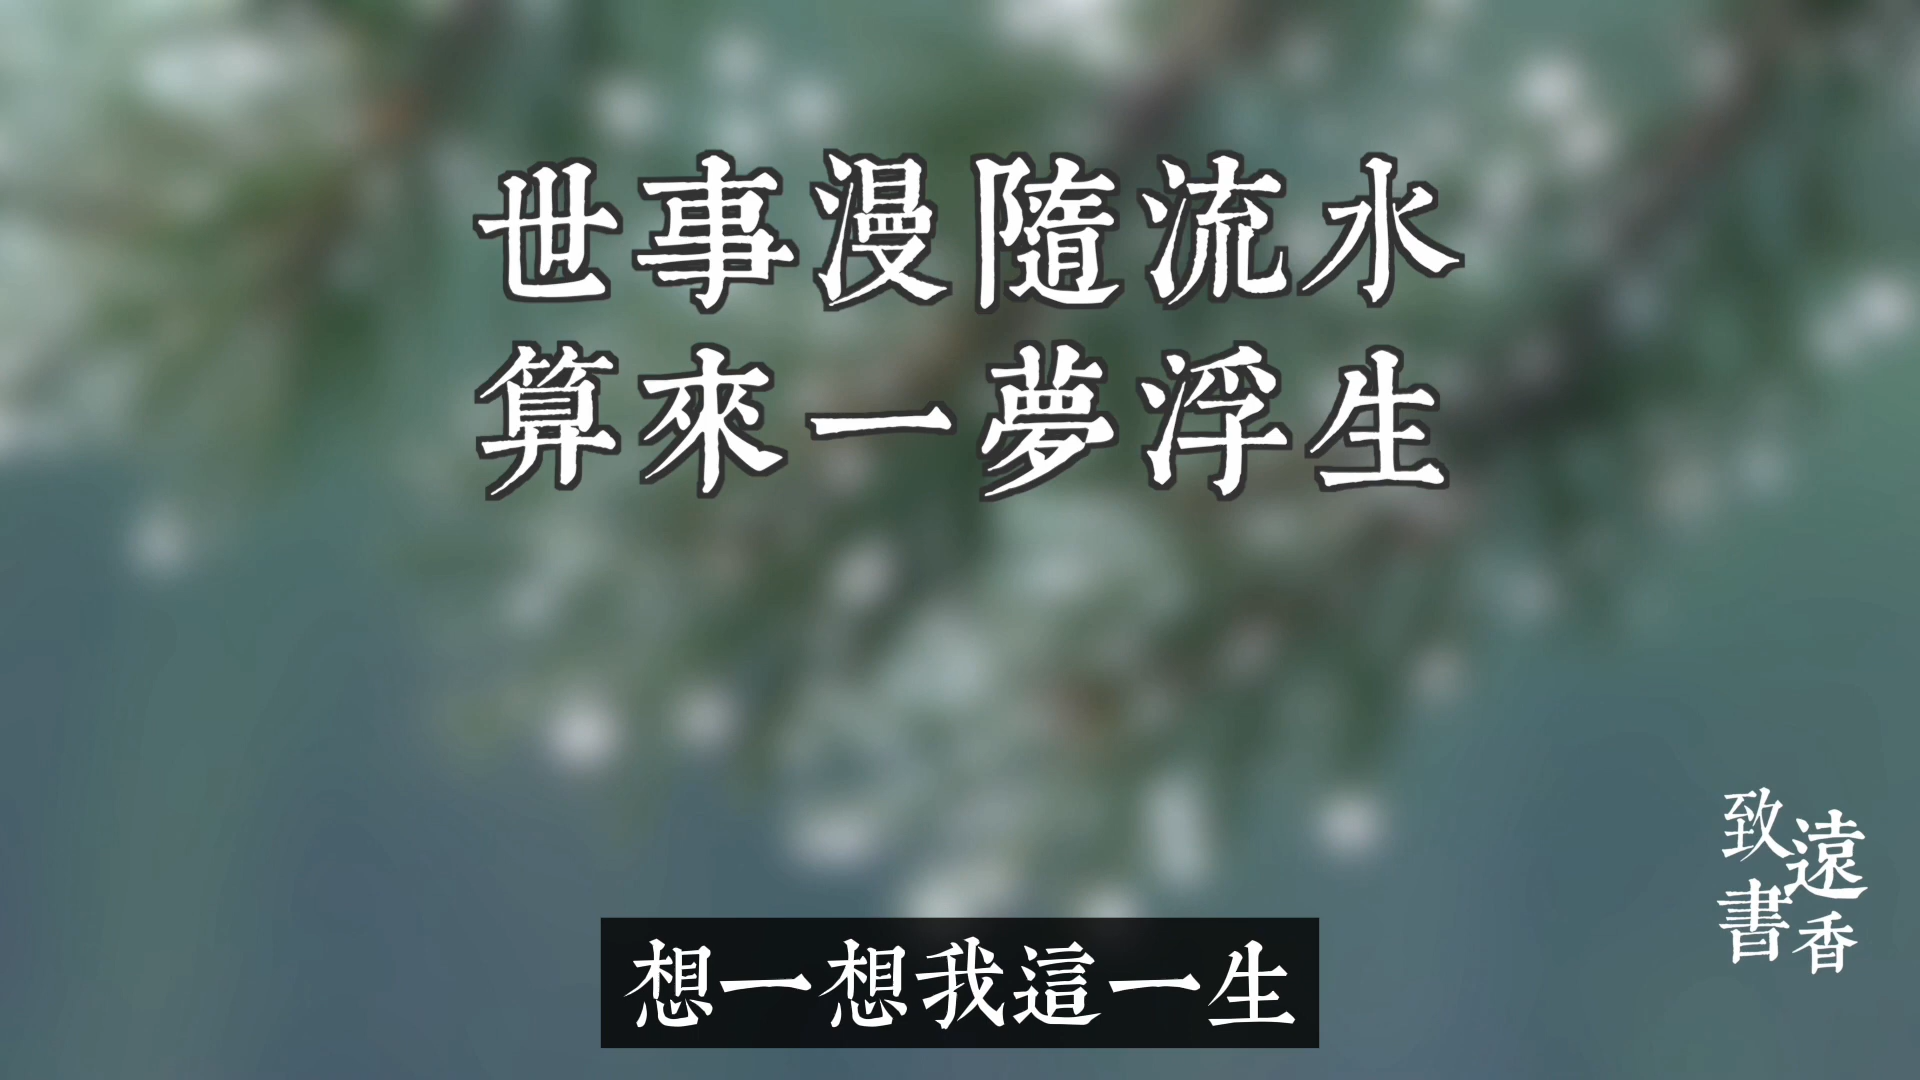 世事漫隨流水
算來一夢浮生
致遠書香
想一想我這一生